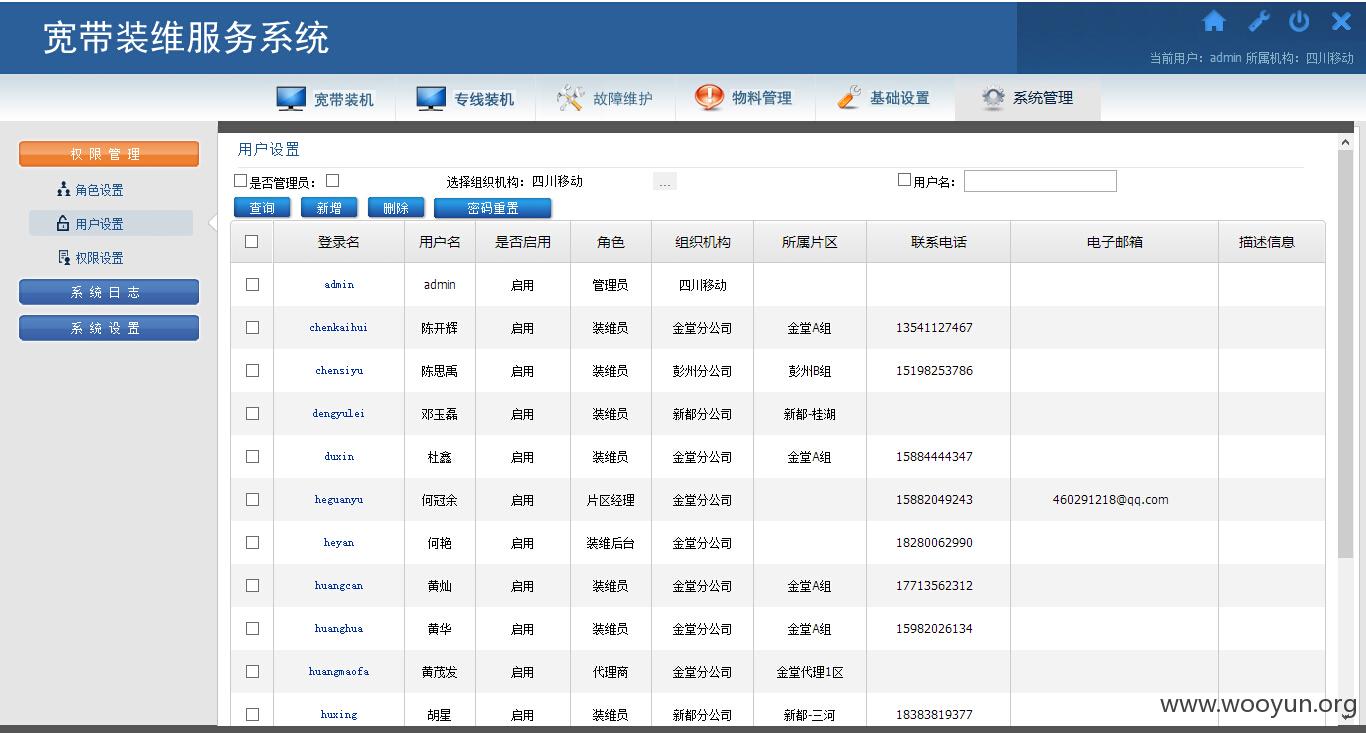 宽带装维服务系统
当前用户：admin 所属机构：四川移动
宽带装机 专线装机 故障维护 物料管理 基础设置 系统管理
权限管理
角色设置
用户设置
权限设置
系统日志
系统设置
用户设置
是否管理员： 选择组织机构：四川移动 ... 用户名：
查询 新增 删除 密码重置
登录名 用户名 是否启用 角色 组织机构 所属片区 联系电话 电子邮箱 描述信息
admin admin 启用 管理员 四川移动
chenkaihui 陈开辉 启用 装维员 金堂分公司 金堂A组 13541127467
chensiyu 陈思禹 启用 装维员 彭州分公司 彭州B组 15198253786
dengyulei 邓玉磊 启用 装维员 新都分公司 新都-桂湖
duxin 杜鑫 启用 装维员 金堂分公司 金堂A组 15884444347
heguanyu 何冠余 启用 片区经理 金堂分公司 15882049243 460291218@qq.com
heyan 何艳 启用 装维后台 金堂分公司 18280062990
huangcan 黄灿 启用 装维员 金堂分公司 金堂A组 17713562312
huanghua 黄华 启用 装维员 金堂分公司 金堂A组 15982026134
huangmaofa 黄茂发 启用 代理商 金堂分公司 金堂代理1区
huxing 胡星 启用 装维员 新都分公司 新都-三河 18383819377
www.wooyun.org